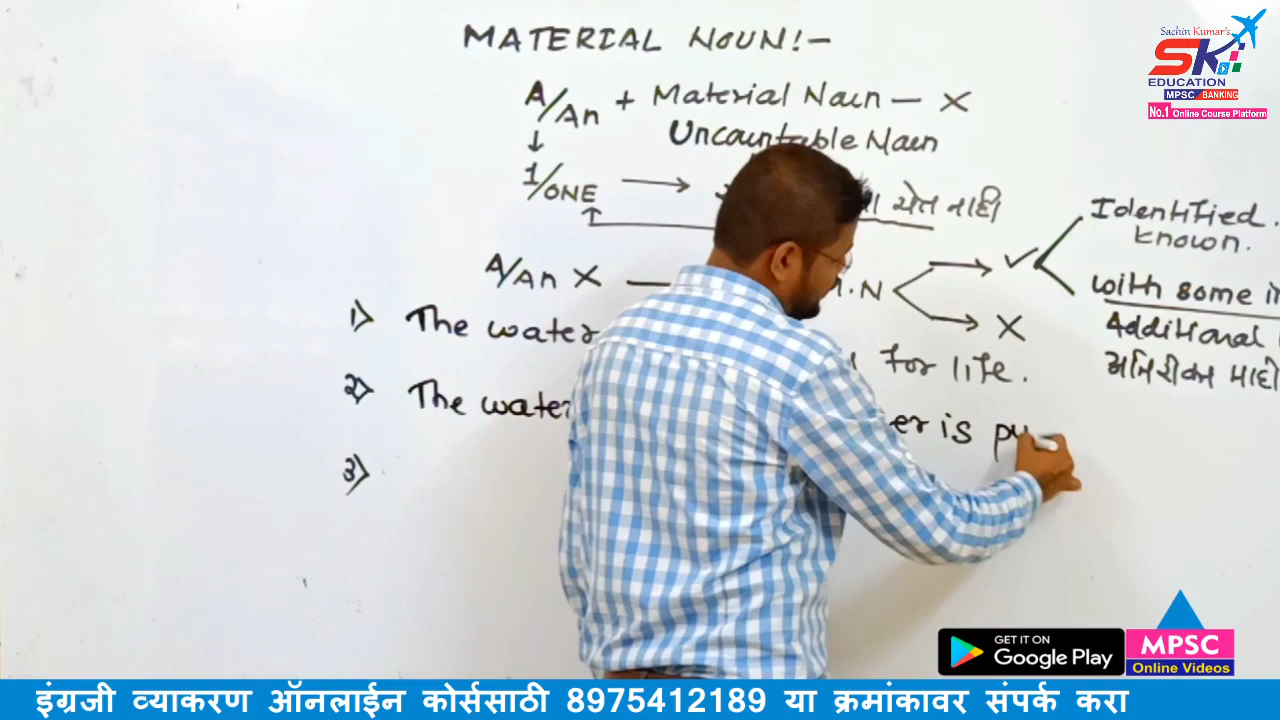 MATERIAL NOUN!-
A/An + Material Noun - X
↓ Uncountable Noun
1/ONE → येत नाही
A/An X — M.N → ✓ Identified.
known.
with some
→ X Additional
अतिरीक्त माही
1) The water for life.
2) The water er is pu
3)
Sachin Kumar's
SK
EDUCATION
MPSC BANKING
No.1 Online Course Platform
GET IT ON
Google Play
MPSC
Online Videos
इंग्रजी व्याकरण ऑनलाईन कोर्ससाठी 8975412189 या क्रमांकावर संपर्क करा